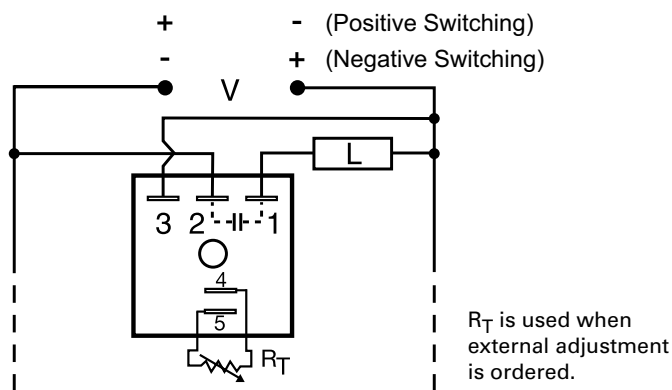 + - (Positive Switching)
- + (Negative Switching)
V
L
3 2 1
4
5
RT
RT is used when
external adjustment
is ordered.